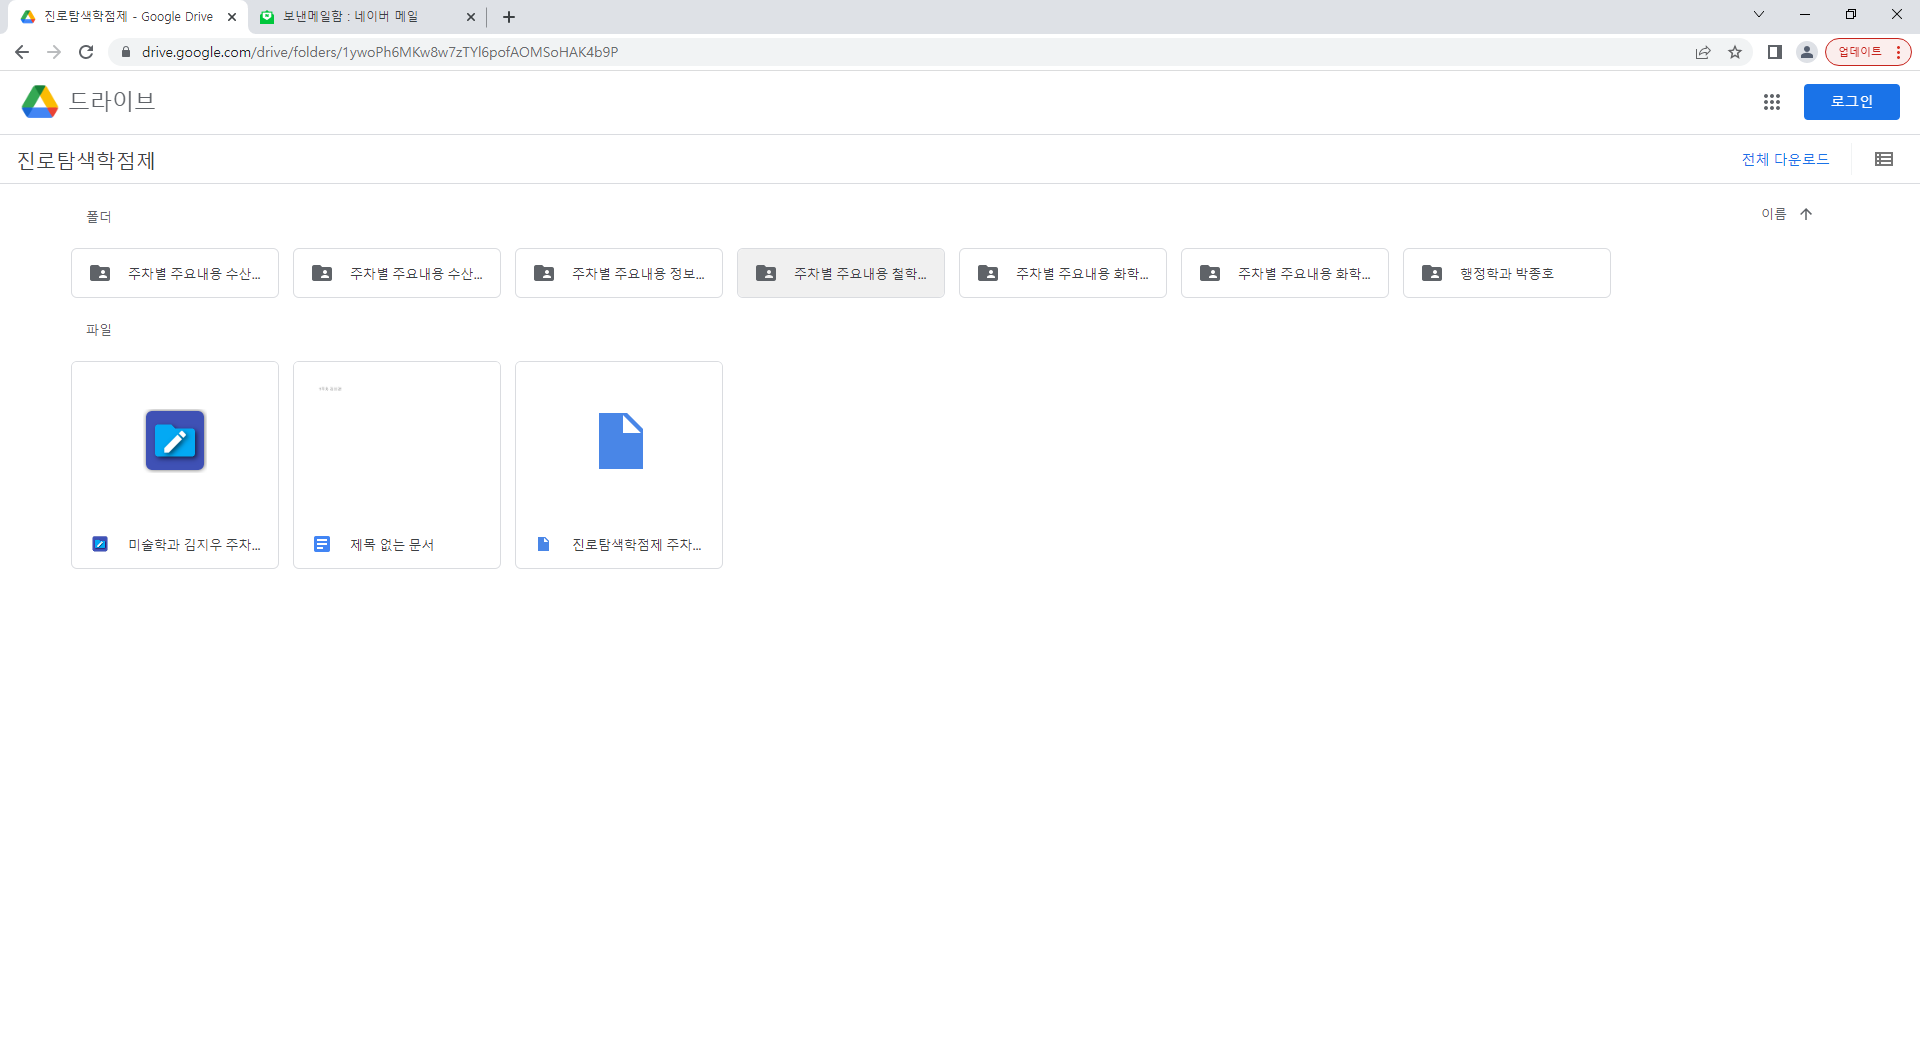 진로탐색학점제 - Google Drive
보낸메일함 : 네이버 메일
drive.google.com/drive/folders/1ywoPh6MKw8w7zTYl6pofAOMSoHAK4b9P
업데이트
드라이브
로그인
진로탐색학점제
전체 다운로드
폴더
이름
주차별 주요내용 수산...
주차별 주요내용 수산...
주차별 주요내용 정보...
주차별 주요내용 철학...
주차별 주요내용 화학...
주차별 주요내용 화학...
행정학과 박종호
파일
미술학과 김지우 주차...
제목 없는 문서
진로탐색학점제 주차...